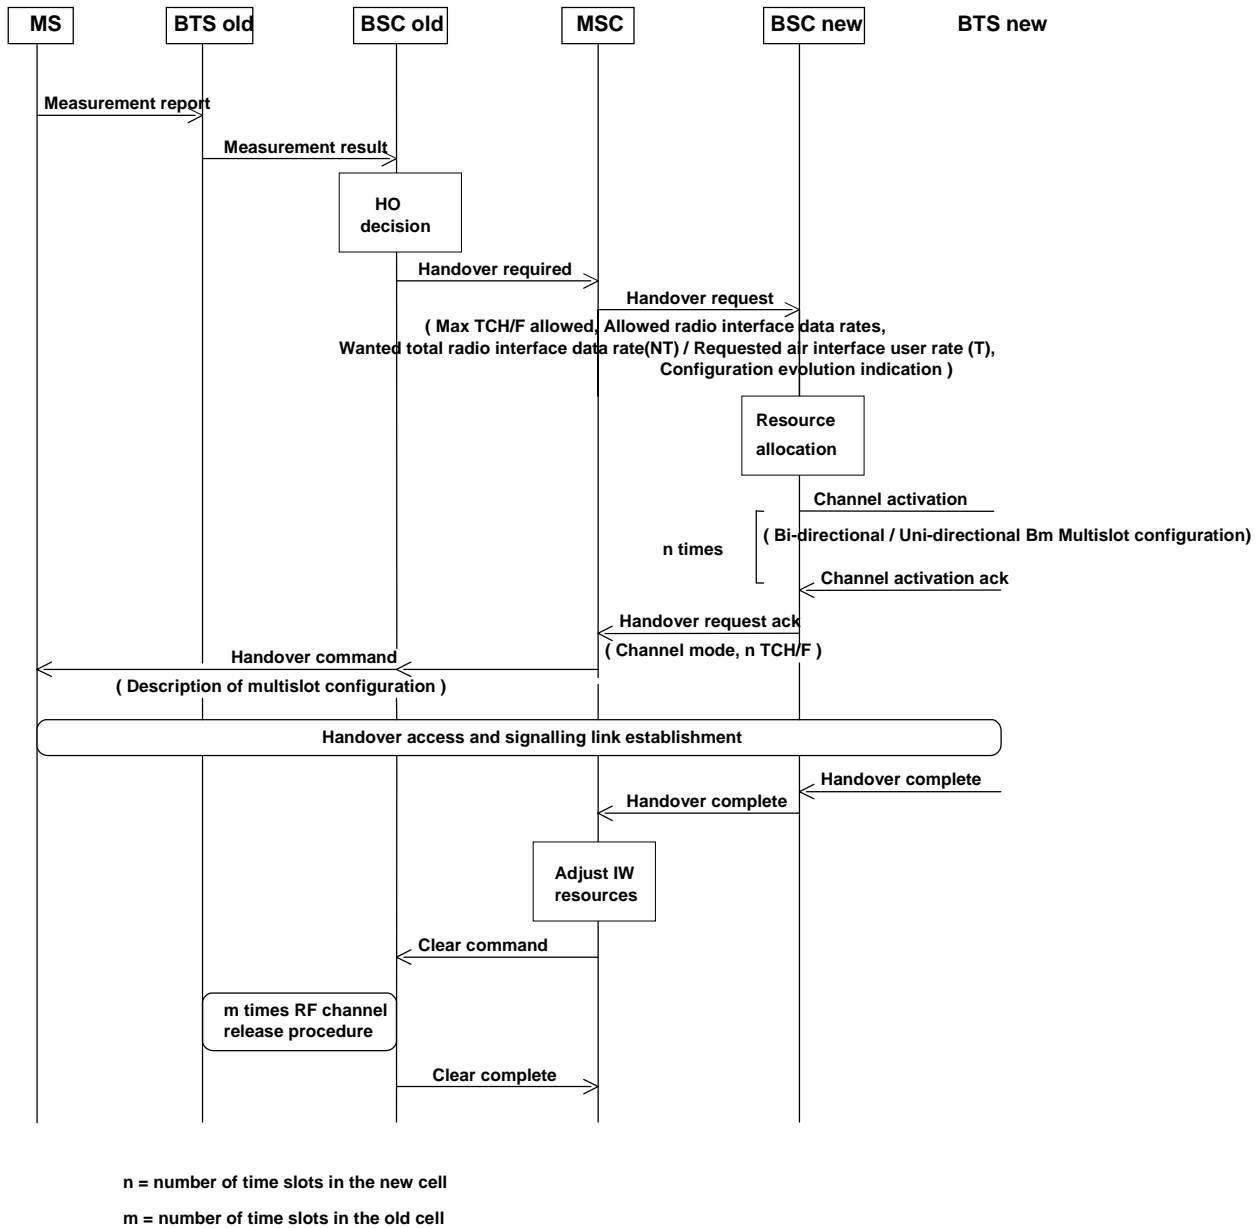 MS BTS old BSC old MSC BSC new BTS new
Measurement report
Measurement result
HO
decision
Handover required
Handover request
( Max TCH/F allowed, Allowed radio interface data rates,
Wanted total radio interface data rate(NT) / Requested air interface user rate (T),
Configuration evolution indication )
Resource
allocation
Channel activation
( Bi-directional / Uni-directional Bm Multislot configuration)
n times
Channel activation ack
Handover request ack
( Channel mode, n TCH/F )
Handover command
( Description of multislot configuration )
Handover access and signalling link establishment
Handover complete
Handover complete
Adjust IW
resources
Clear command
m times RF channel
release procedure
Clear complete
n = number of time slots in the new cell
m = number of time slots in the old cell